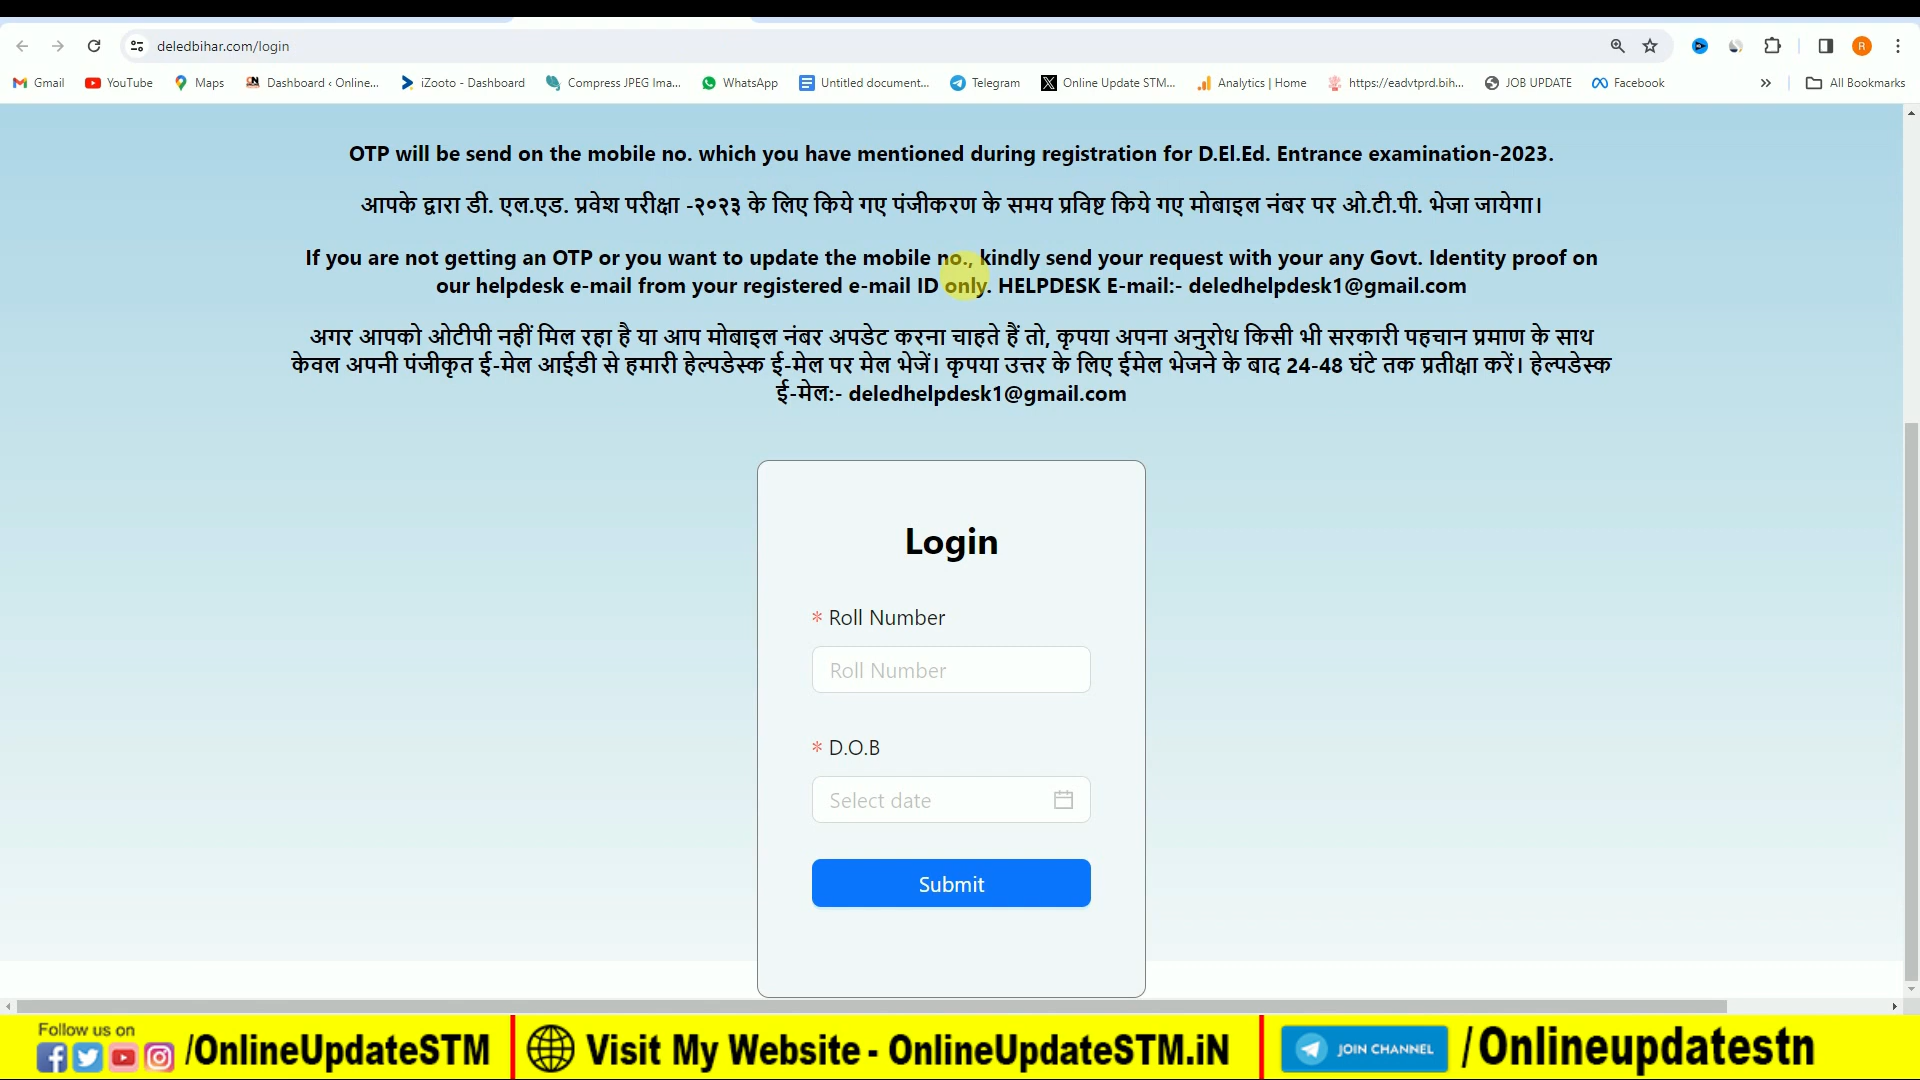 deledbihar.com/login
Gmail YouTube Maps Dashboard ‹ Online... iZooto - Dashboard Compress JPEG Ima... WhatsApp Untitled document... Telegram Online Update STM... Analytics | Home https://eadvtprd.bih... JOB UPDATE Facebook » All Bookmarks
OTP will be send on the mobile no. which you have mentioned during registration for D.El.Ed. Entrance examination-2023.
आपके द्वारा डी. एल.एड. प्रवेश परीक्षा -२०२३ के लिए किये गए पंजीकरण के समय प्रविष्ट किये गए मोबाइल नंबर पर ओ.टी.पी. भेजा जायेगा।
If you are not getting an OTP or you want to update the mobile no., kindly send your request with your any Govt. Identity proof on
our helpdesk e-mail from your registered e-mail ID only. HELPDESK E-mail:- deledhelpdesk1@gmail.com
अगर आपको ओटीपी नहीं मिल रहा है या आप मोबाइल नंबर अपडेट करना चाहते हैं तो, कृपया अपना अनुरोध किसी भी सरकारी पहचान प्रमाण के साथ
केवल अपनी पंजीकृत ई-मेल आईडी से हमारी हेल्पडेस्क ई-मेल पर मेल भेजें। कृपया उत्तर के लिए ईमेल भेजने के बाद 24-48 घंटे तक प्रतीक्षा करें। हेल्पडेस्क
ई-मेल:- deledhelpdesk1@gmail.com
Login
* Roll Number
Roll Number
* D.O.B
Select date
Submit
Follow us on
/OnlineUpdateSTM
Visit My Website - OnlineUpdateSTM.iN
JOIN CHANNEL
/Onlineupdatestn